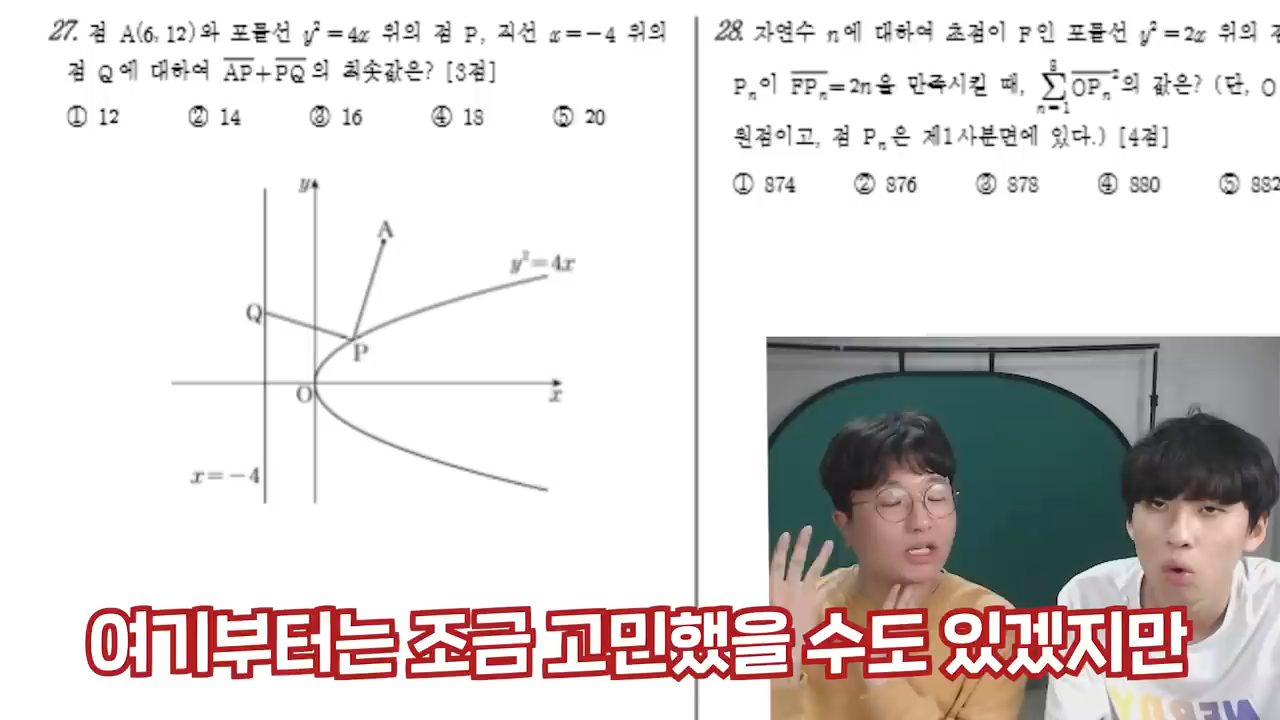 27. 점 A(6, 12)와 포물선 y²=4x 위의 점 P, 직선 x=-4 위의
점 Q에 대하여 AP+PQ의 최솟값은? [3점]
① 12 ② 14 ③ 16 ④ 18 ⑤ 20
y
A
y²=4x
Q
P
O
x
x=-4
28. 자연수 n에 대하여 초점이 F인 포물선 y²=2x 위의
Pₙ이 FPₙ=2n을 만족시킬 때, ∑ₙ₌₁⁸ OPₙ²의 값은? (단, O
원점이고, 점 Pₙ은 제1사분면에 있다.) [4점]
① 874 ② 876 ③ 878 ④ 880 ⑤ 882
여기부터는 조금 고민했을 수도 있겠지만